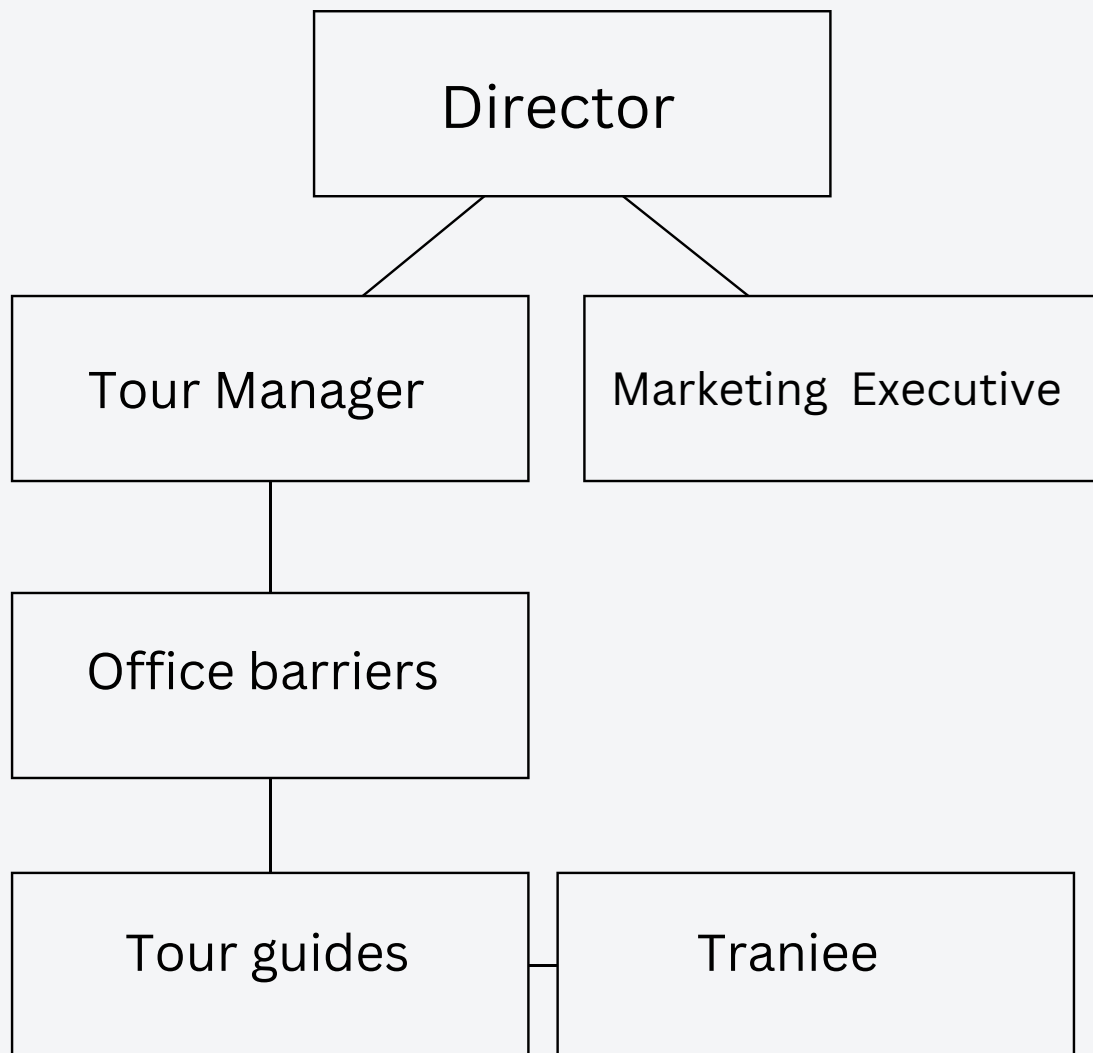 Director
Tour Manager
Marketing  Executive
Office barriers
Tour guides
Traniee